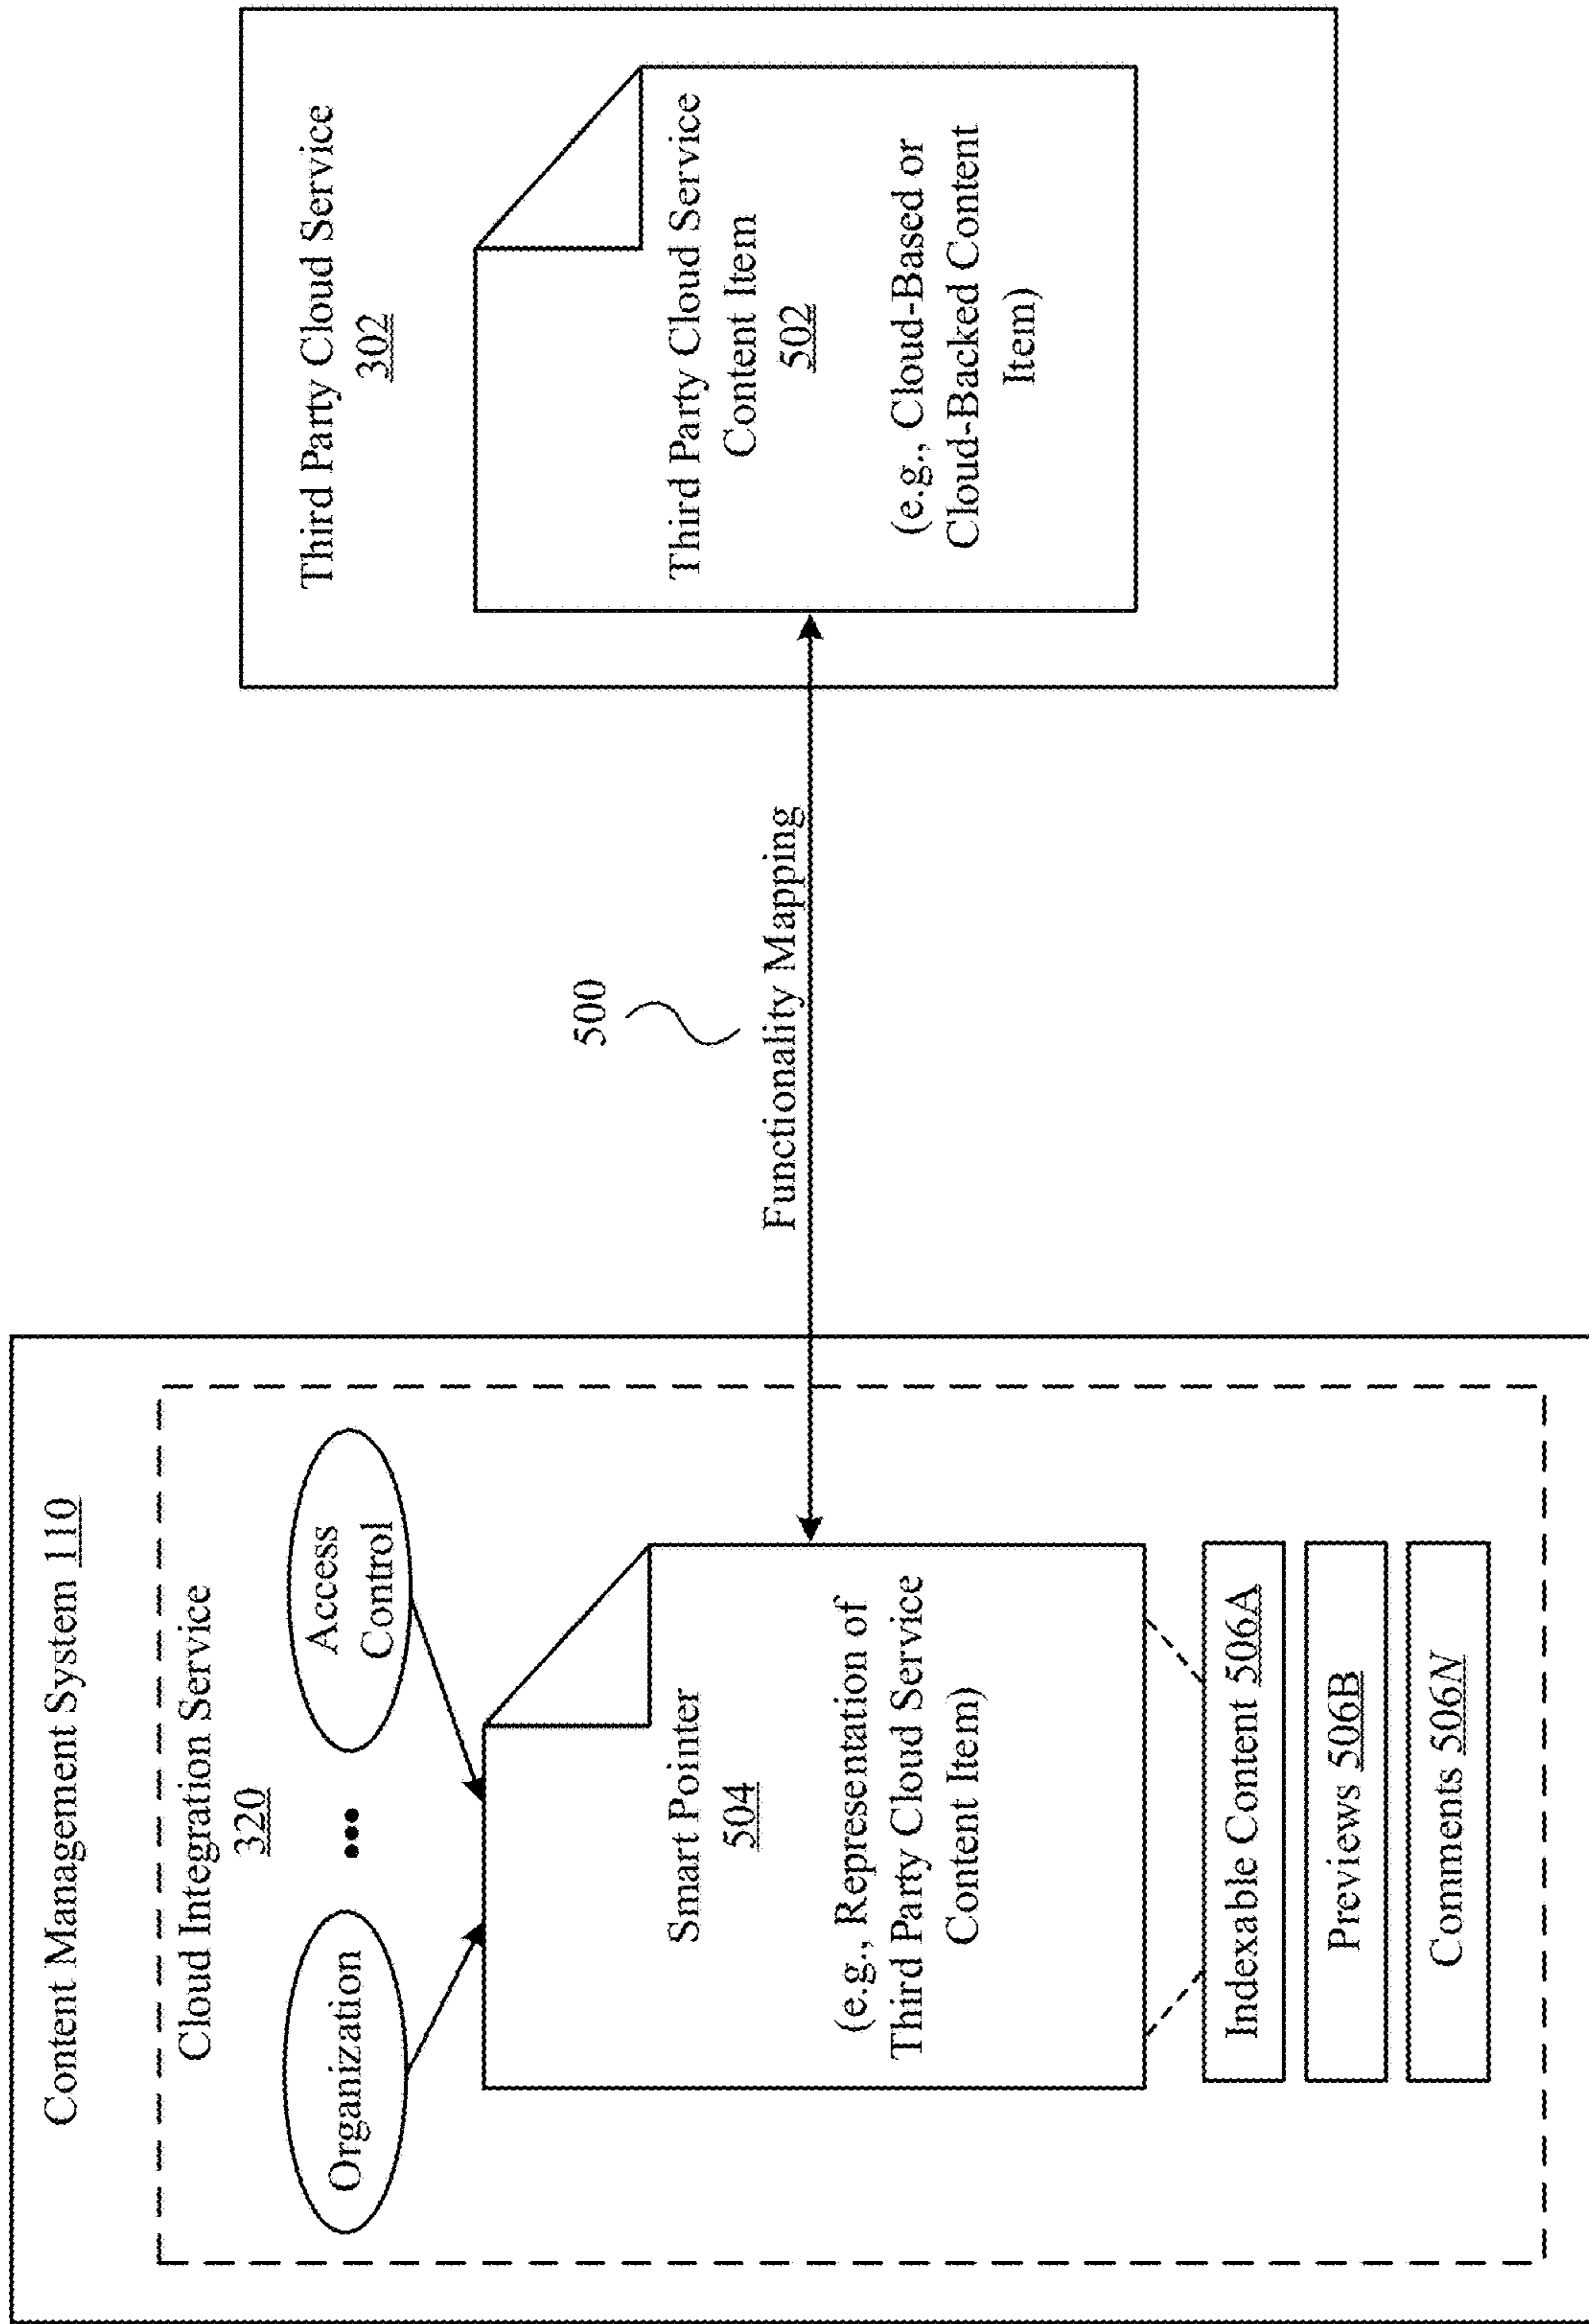 Content Management System 110
Cloud Integration Service
320
Organization
Access
Control
Smart Pointer
504
(e.g., Representation of
Third Party Cloud Service
Content Item)
Indexable Content 506A
Previews 506B
Comments 506N
500
Functionality Mapping
Third Party Cloud Service
302
Third Party Cloud Service
Content Item
502
(e.g., Cloud-Based or
Cloud-Backed Content
Item)